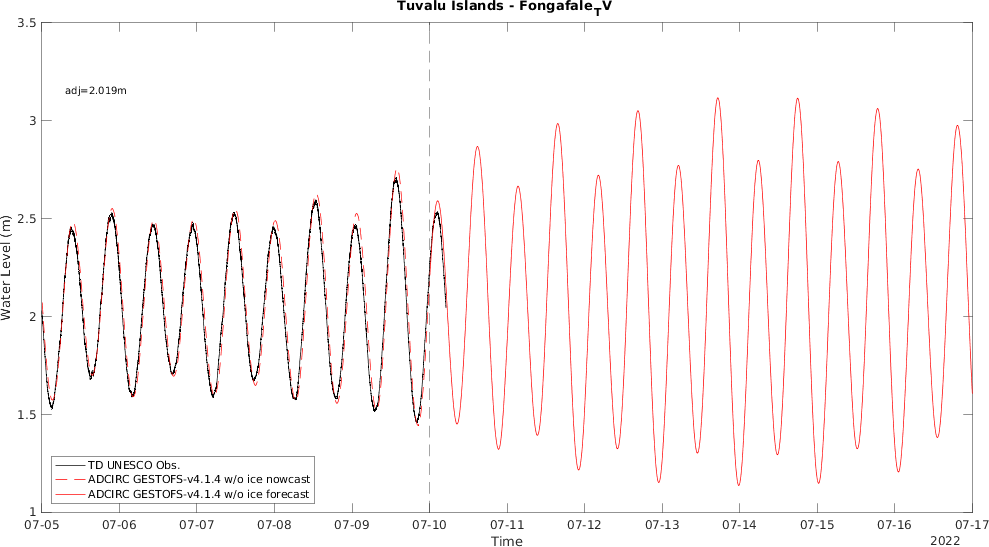 Tuvalu Islands - Fongafale_TV
adj=2.019m
Water Level (m)
3.5
3
2.5
2
1.5
1
TD UNESCO Obs.
ADCIRC GESTOFS-v4.1.4 w/o ice nowcast
ADCIRC GESTOFS-v4.1.4 w/o ice forecast
07-05 07-06 07-07 07-08 07-09 07-10 07-11 07-12 07-13 07-14 07-15 07-16 07-17
Time
2022